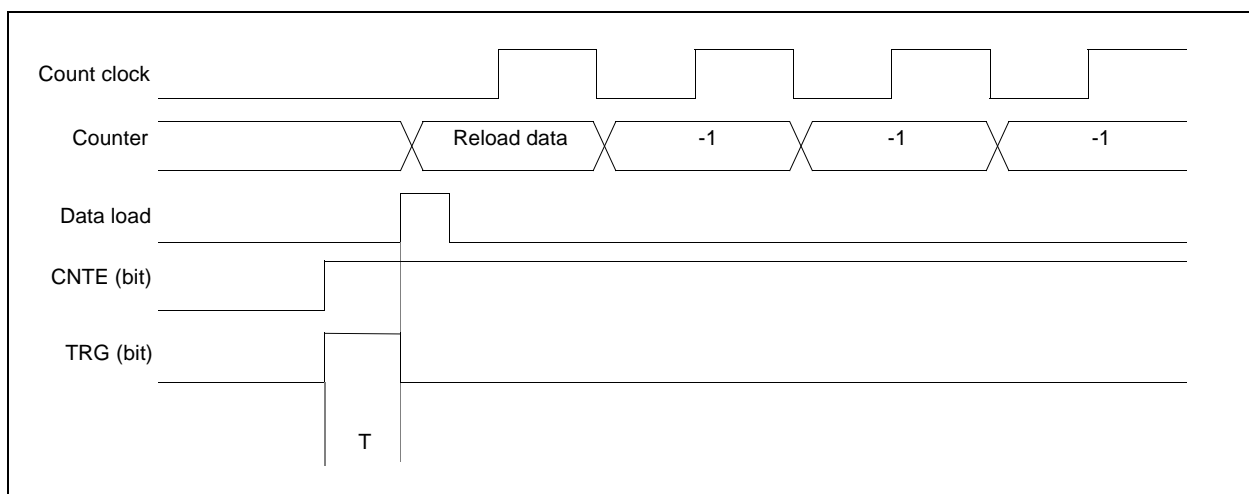 Count clock
Counter
Reload data
-1
-1
-1
Data load
CNTE (bit)
TRG (bit)
T